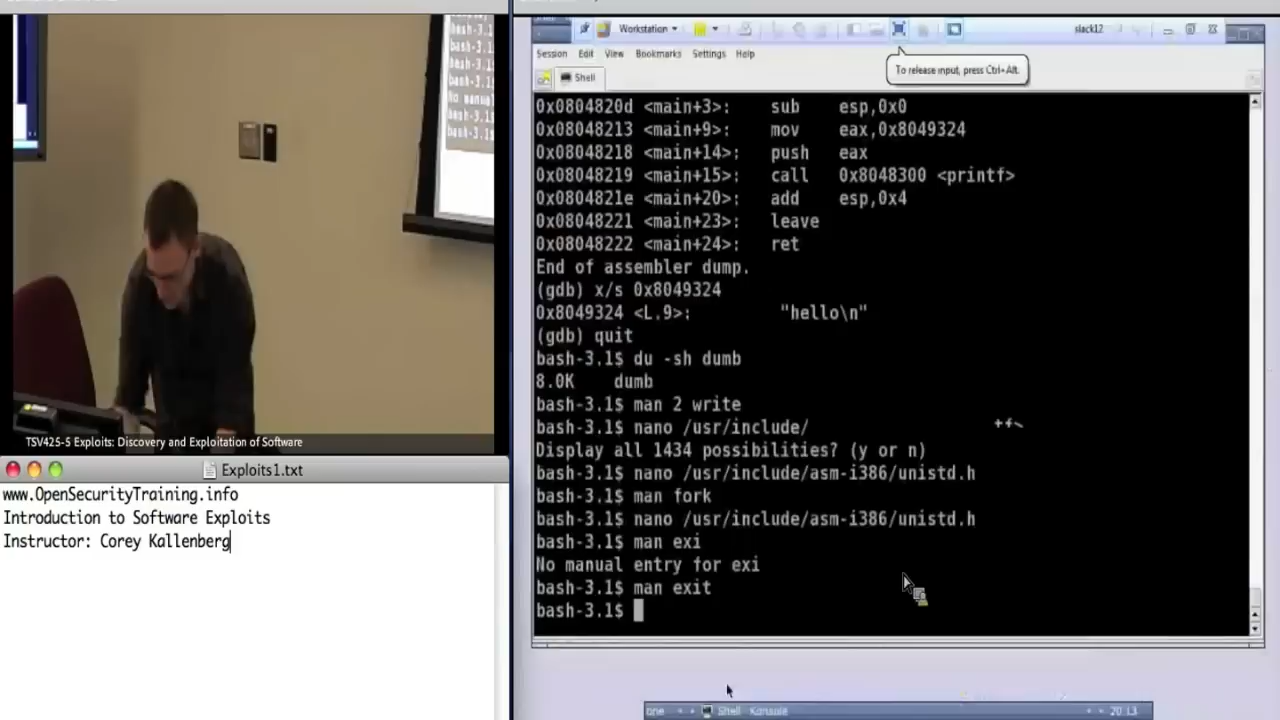 TSV425-5 Exploits: Discovery and Exploitation of Software
Exploits1.txt
www.OpenSecurityTraining.info
Introduction to Software Exploits
Instructor: Corey Kallenberg
Workstation
slack12
Session Edit View Bookmarks Settings Help
To release input, press Ctrl+Alt.
Shell
0x0804820d <main+3>: sub esp,0x0
0x08048213 <main+9>: mov eax,0x8049324
0x08048218 <main+14>: push eax
0x08048219 <main+15>: call 0x8048300 <printf>
0x0804821e <main+20>: add esp,0x4
0x08048221 <main+23>: leave
0x08048222 <main+24>: ret
End of assembler dump.
(gdb) x/s 0x8049324
0x8049324 <L.9>: "hello\n"
(gdb) quit
bash-3.1$ du -sh dumb
8.0K dumb
bash-3.1$ man 2 write
bash-3.1$ nano /usr/include/
Display all 1434 possibilities? (y or n)
bash-3.1$ nano /usr/include/asm-i386/unistd.h
bash-3.1$ man fork
bash-3.1$ nano /usr/include/asm-i386/unistd.h
bash-3.1$ man exi
No manual entry for exi
bash-3.1$ man exit
bash-3.1$
Shell Konsole
20:13